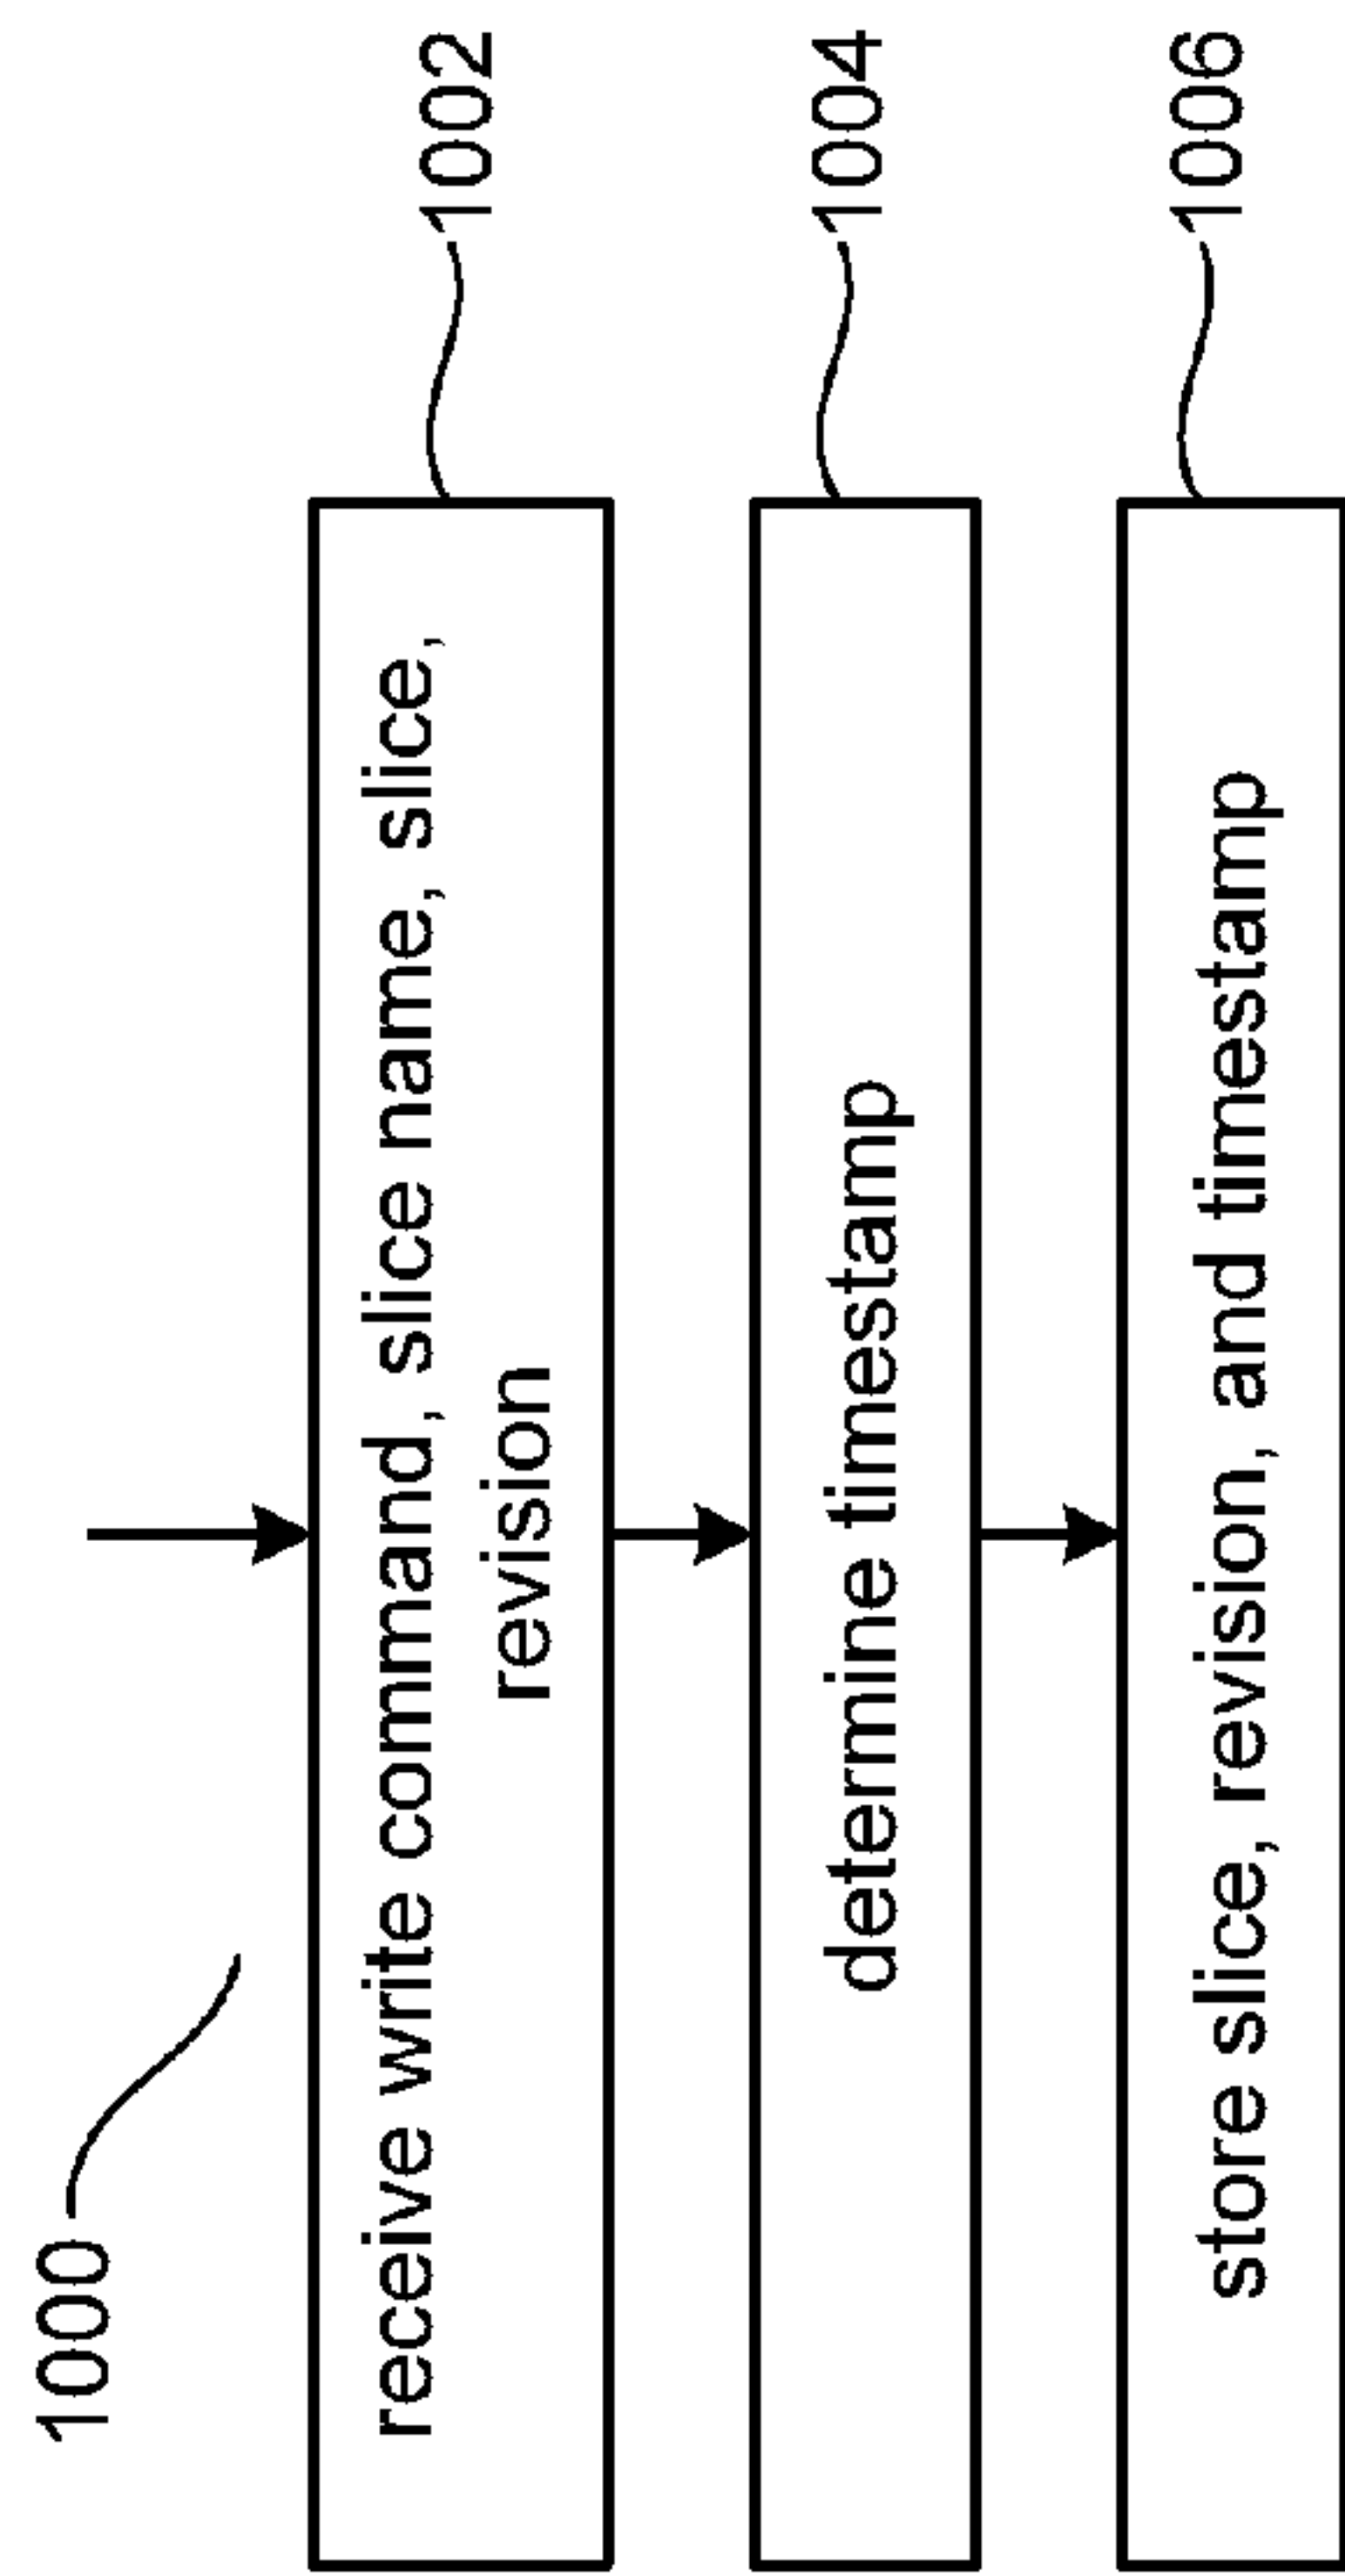 1000
receive write command, slice name, slice,
revision
1002
determine timestamp
1004
store slice, revision, and timestamp
1006